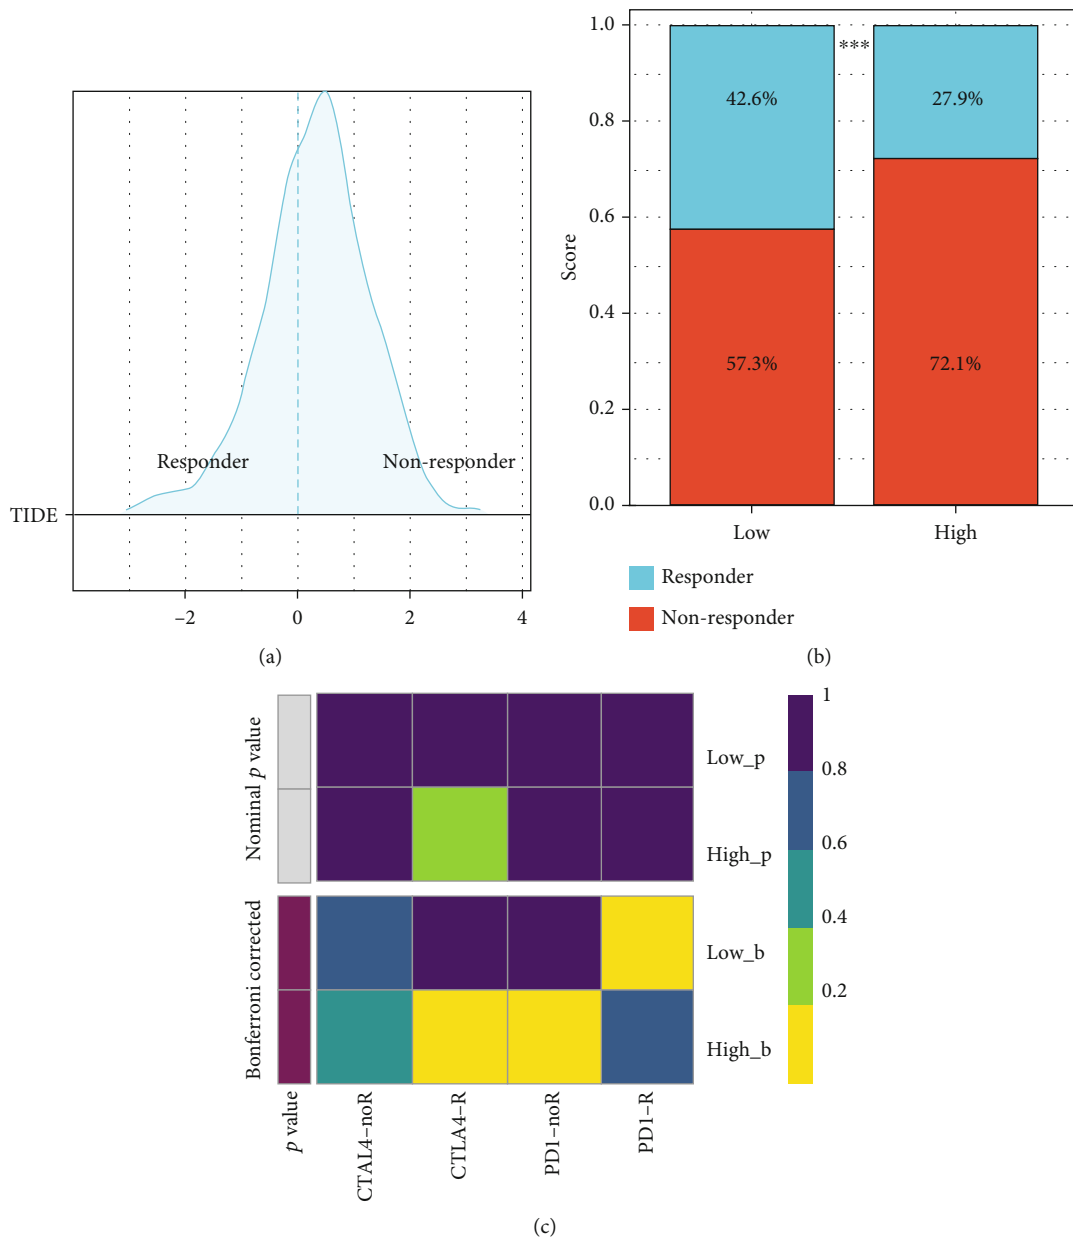 TIDE
Responder
Non-responder
−2
0
2
4
(a)
Score
1.0
0.8
0.6
0.4
0.2
0.0
42.6%
57.3%
***
27.9%
72.1%
Low
High
Responder
Non-responder
(b)
Nominal p value
Bonferroni corrected
Low_p
High_p
Low_b
High_b
1
0.8
0.6
0.4
0.2
p value
CTAL4−noR
CTLA4−R
PD1−noR
PD1−R
(c)